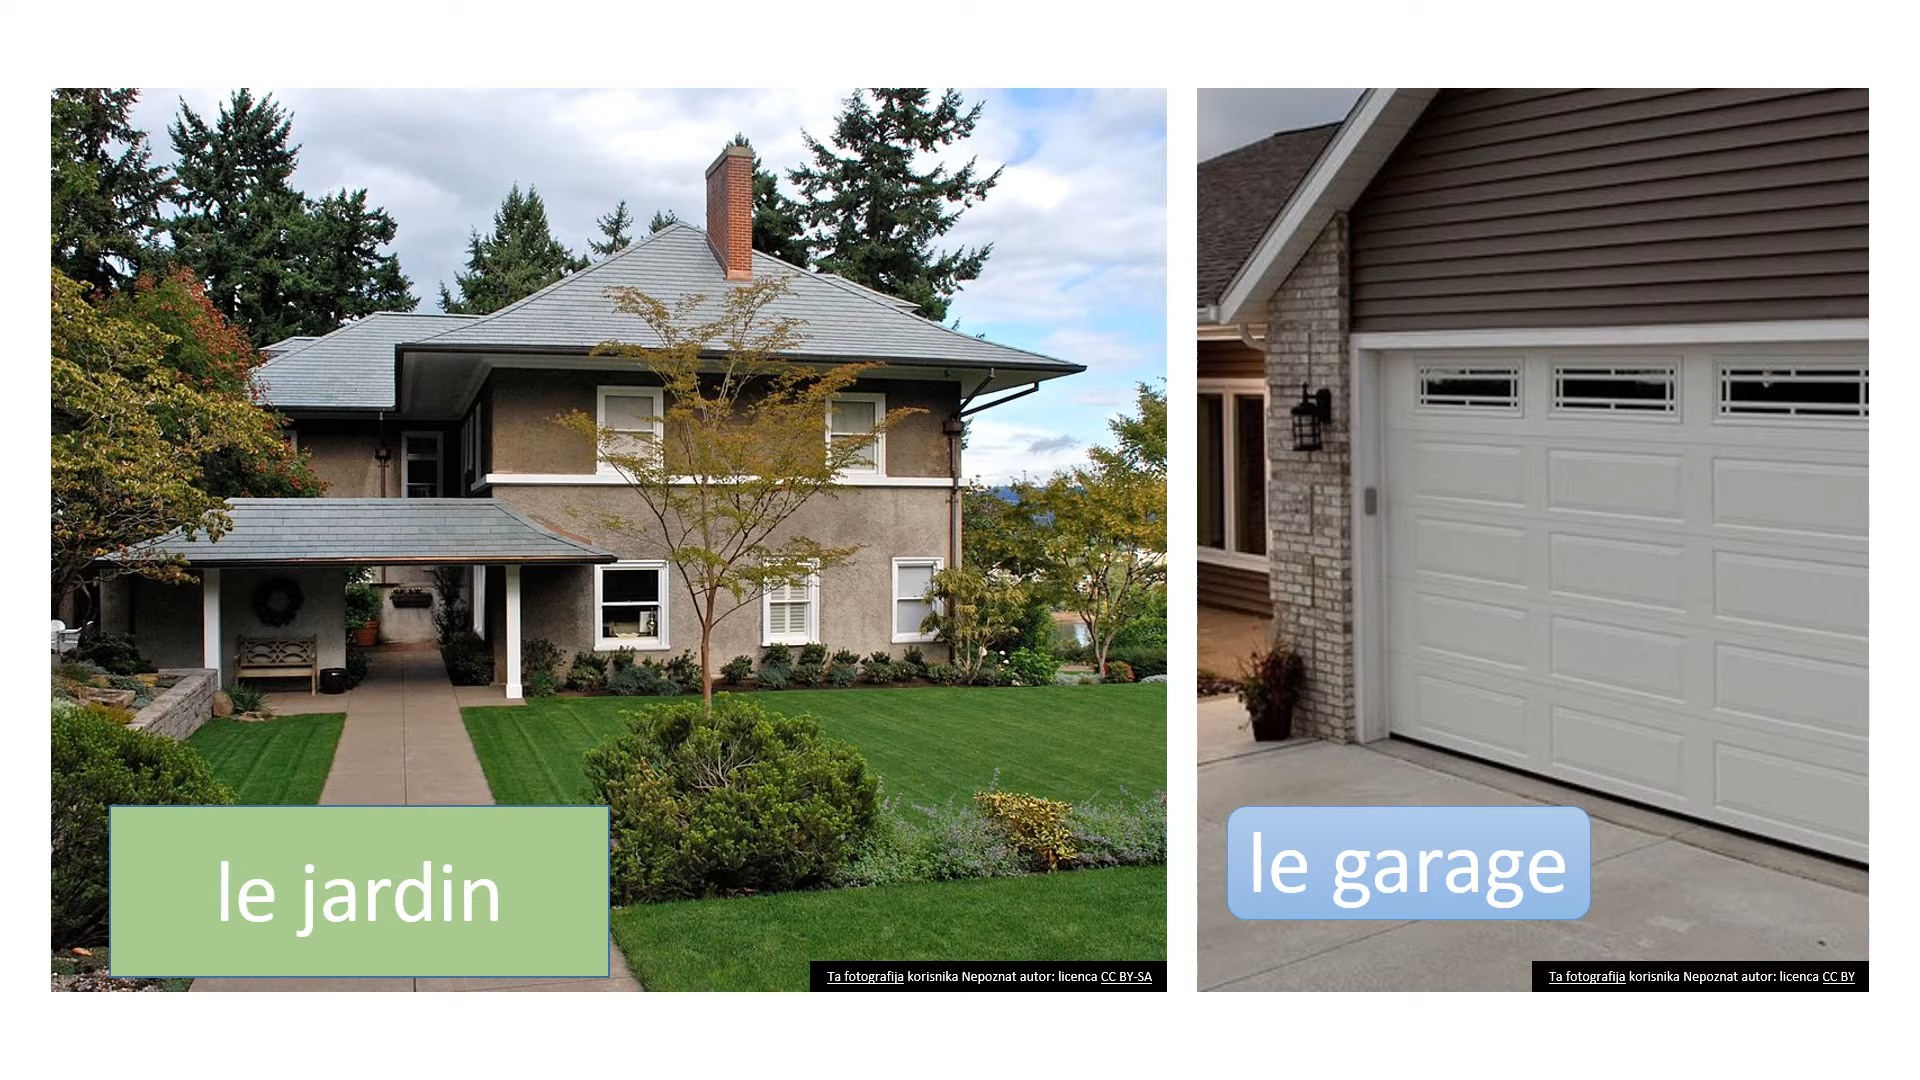 le jardin
Ta fotografija korisnika Nepoznat autor: licenca CC BY-SA
le garage
Ta fotografija korisnika Nepoznat autor: licenca CC BY